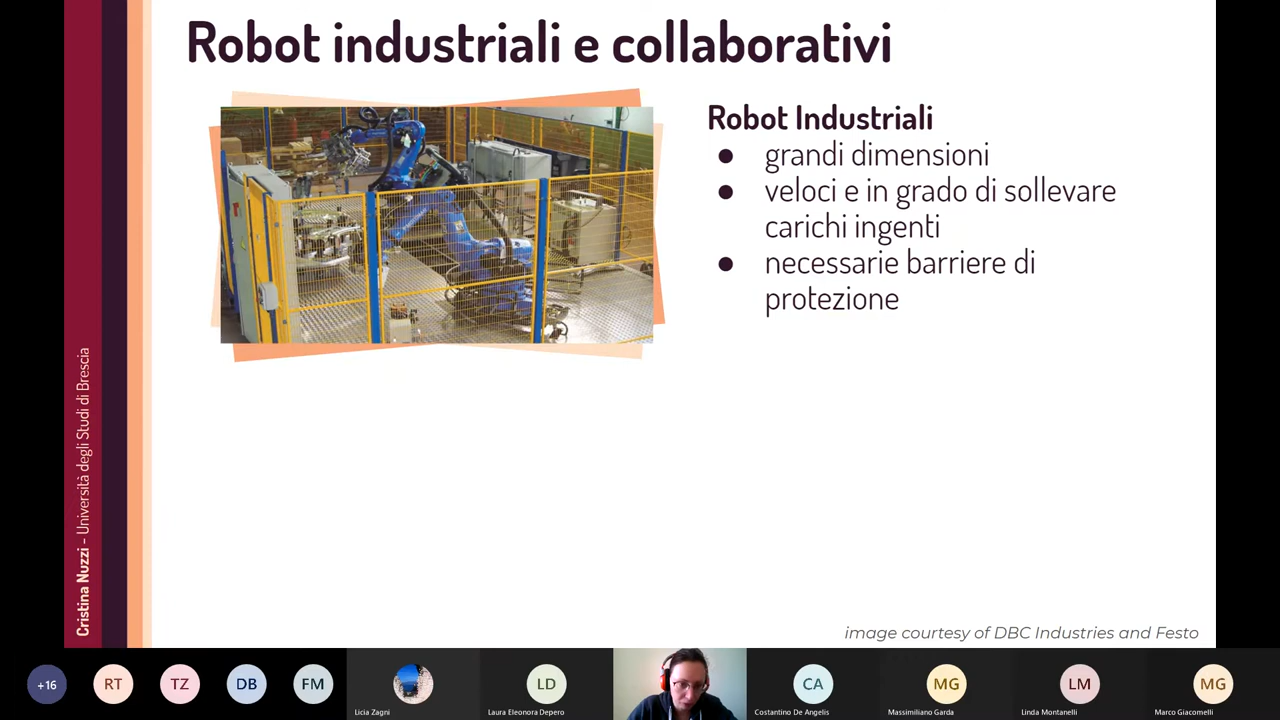 Robot industriali e collaborativi
Robot Industriali
● grandi dimensioni
● veloci e in grado di sollevare
carichi ingenti
● necessarie barriere di
protezione
Cristina Nuzzi – Università degli Studi di Brescia
image courtesy of DBC Industries and Festo
+16
RT
TZ
DB
FM
Licia Zagni
LD
Laura Eleonora Depero
CA
Costantino De Angelis
MG
Massimiliano Garda
LM
Linda Montanelli
MG
Marco Giacomelli